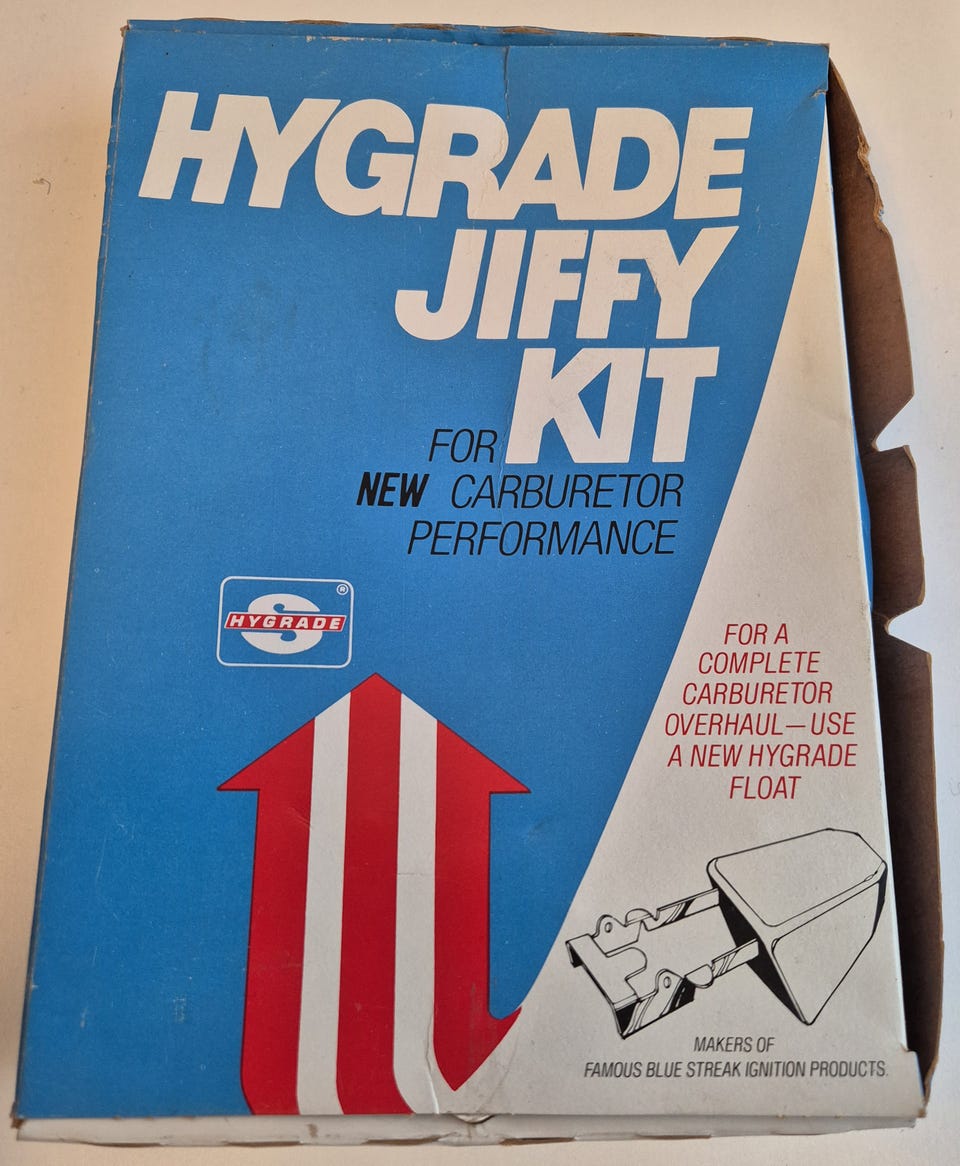 HYGRADE
JIFFY
KIT
FOR
NEW CARBURETOR
PERFORMANCE
®
S
HYGRADE
FOR A
COMPLETE
CARBURETOR
OVERHAUL—USE
A NEW HYGRADE
FLOAT
MAKERS OF
FAMOUS BLUE STREAK IGNITION PRODUCTS.